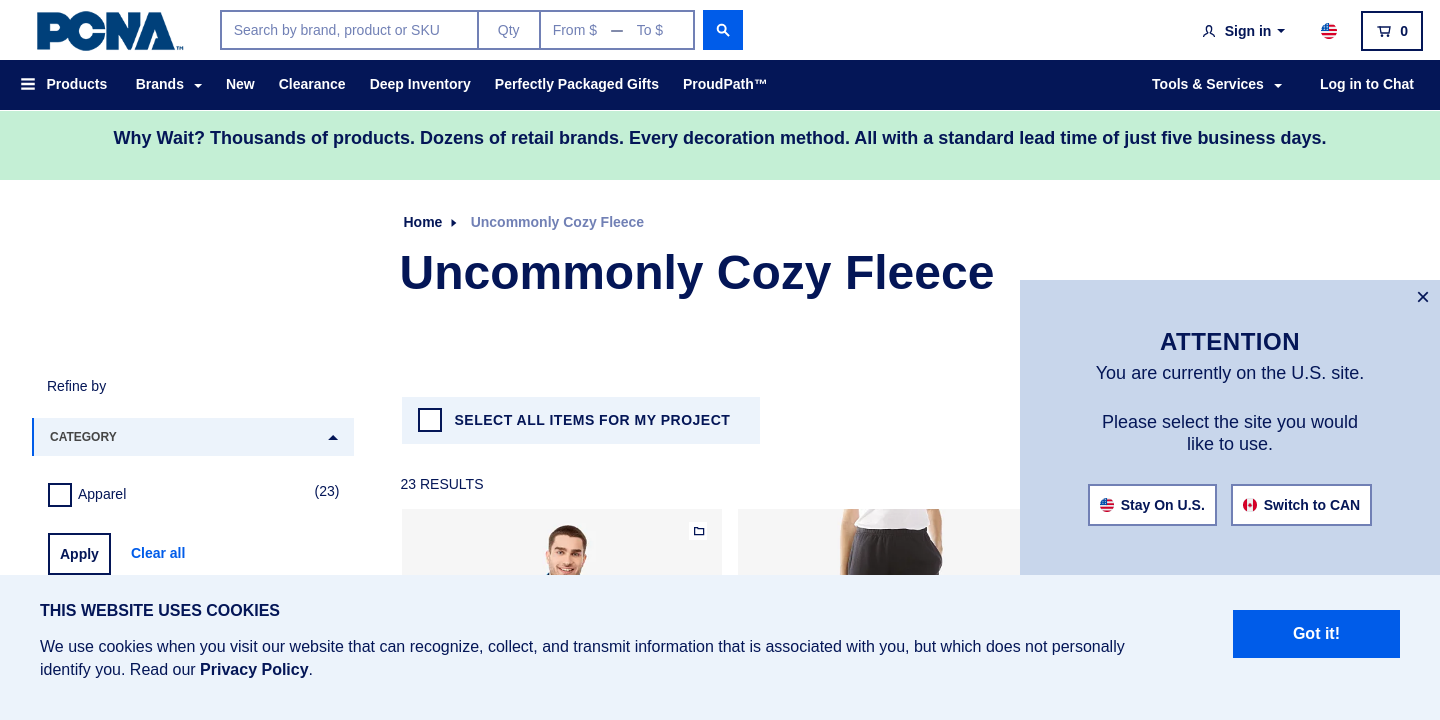 PCNA™
Search by brand, product or SKU
Qty
From $ — To $
Sign in
0
Products
Brands
New
Clearance
Deep Inventory
Perfectly Packaged Gifts
ProudPath™
Tools & Services
Log in to Chat
Why Wait? Thousands of products. Dozens of retail brands. Every decoration method. All with a standard lead time of just five business days.
Home
Uncommonly Cozy Fleece
Uncommonly Cozy Fleece
ATTENTION
You are currently on the U.S. site.
Please select the site you would
like to use.
Stay On U.S.
Switch to CAN
Refine by
CATEGORY
Apparel
(23)
Apply
Clear all
SELECT ALL ITEMS FOR MY PROJECT
23 RESULTS
THIS WEBSITE USES COOKIES
We use cookies when you visit our website that can recognize, collect, and transmit information that is associated with you, but which does not personally
identify you. Read our Privacy Policy.
Got it!